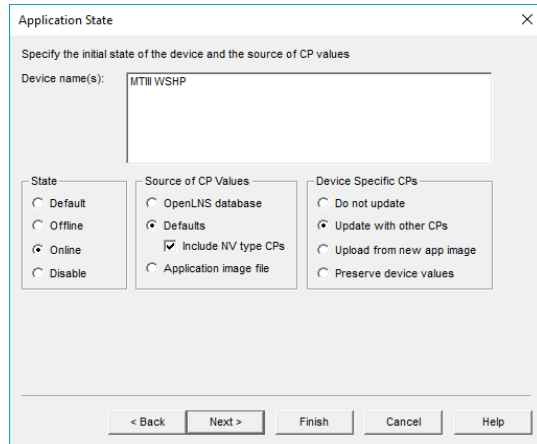 Application State
Specify the initial state of the device and the source of CP values
Device name(s):
MTIII WSHP
State
Default
Offline
Online
Disable
Source of CP Values
OpenLNS database
Defaults
Include NV type CPs
Application image file
Device Specific CPs
Do not update
Update with other CPs
Upload from new app image
Preserve device values
< Back
Next >
Finish
Cancel
Help